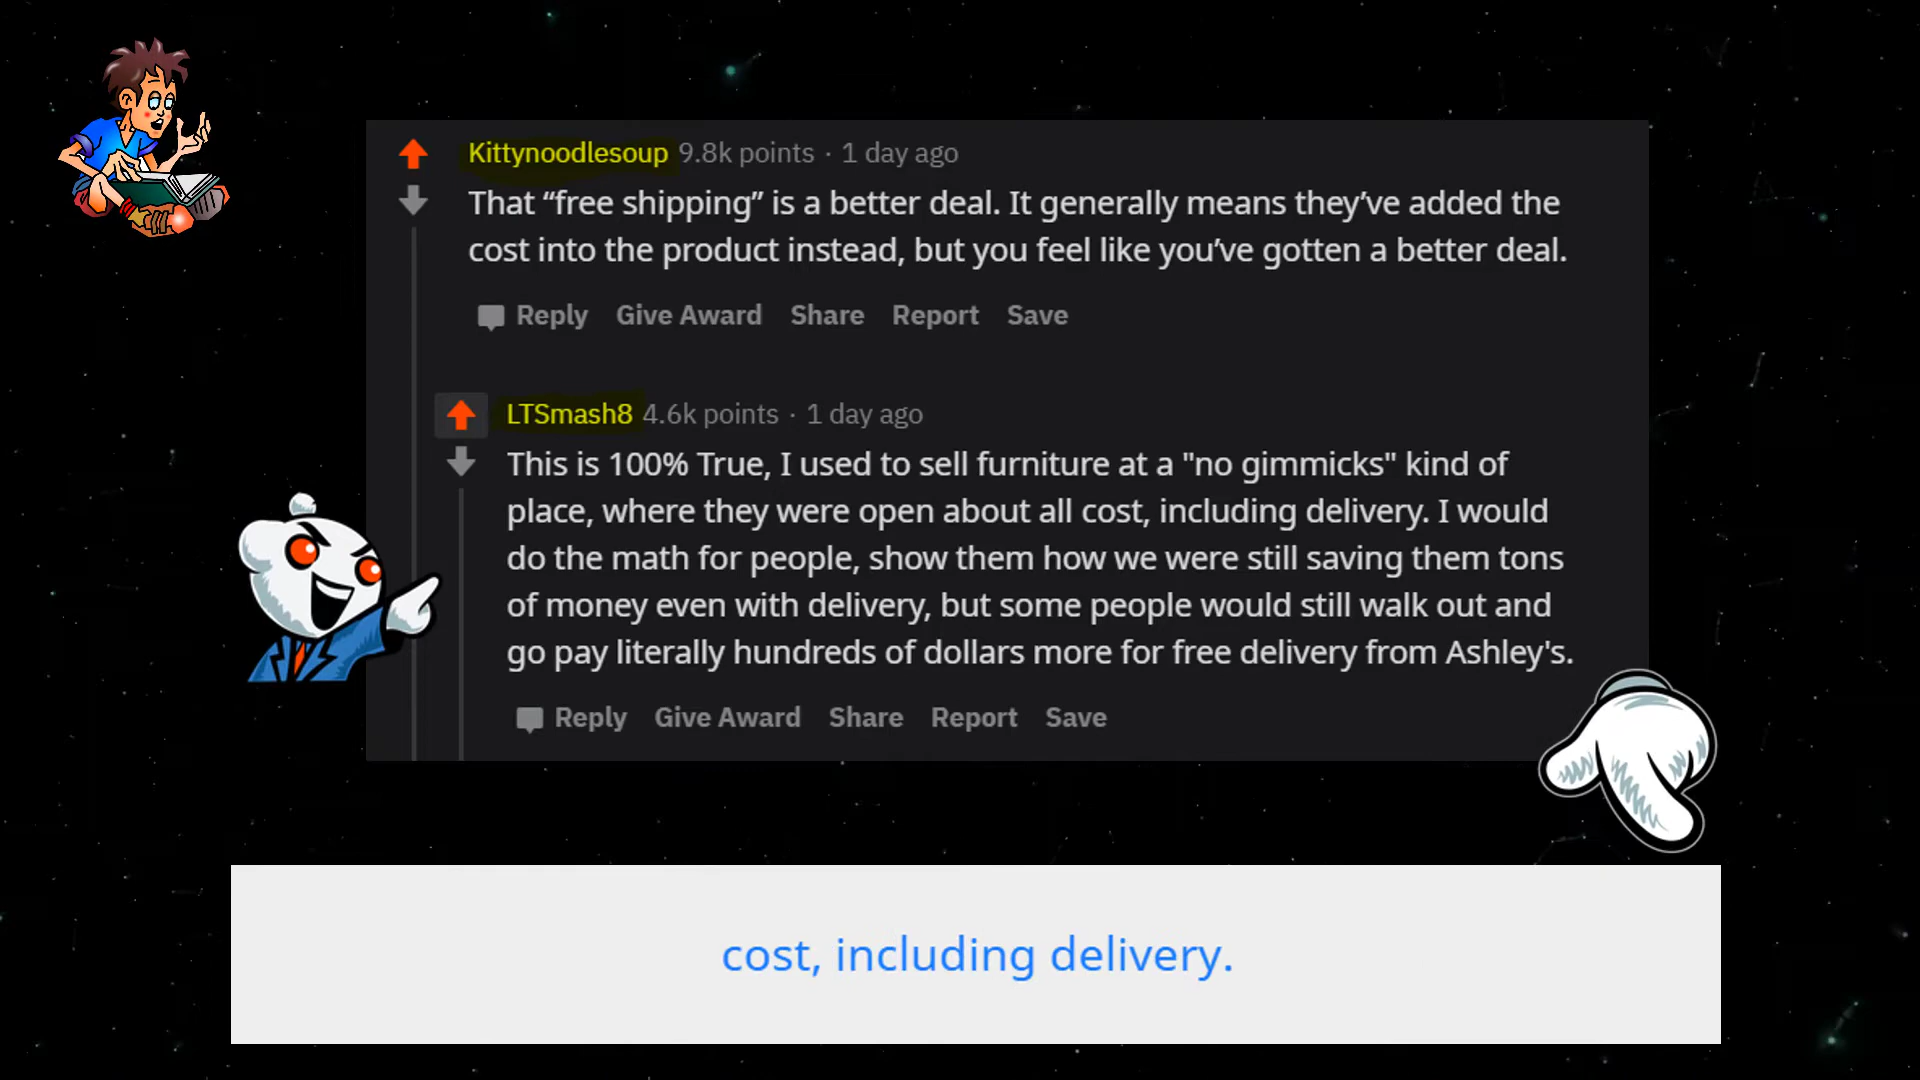 Kittynoodlesoup 9.8k points · 1 day ago
That “free shipping” is a better deal. It generally means they’ve added the
cost into the product instead, but you feel like you’ve gotten a better deal.
Reply Give Award Share Report Save
LTSmash8 4.6k points · 1 day ago
This is 100% True, I used to sell furniture at a "no gimmicks" kind of
place, where they were open about all cost, including delivery. I would
do the math for people, show them how we were still saving them tons
of money even with delivery, but some people would still walk out and
go pay literally hundreds of dollars more for free delivery from Ashley's.
Reply Give Award Share Report Save
cost, including delivery.